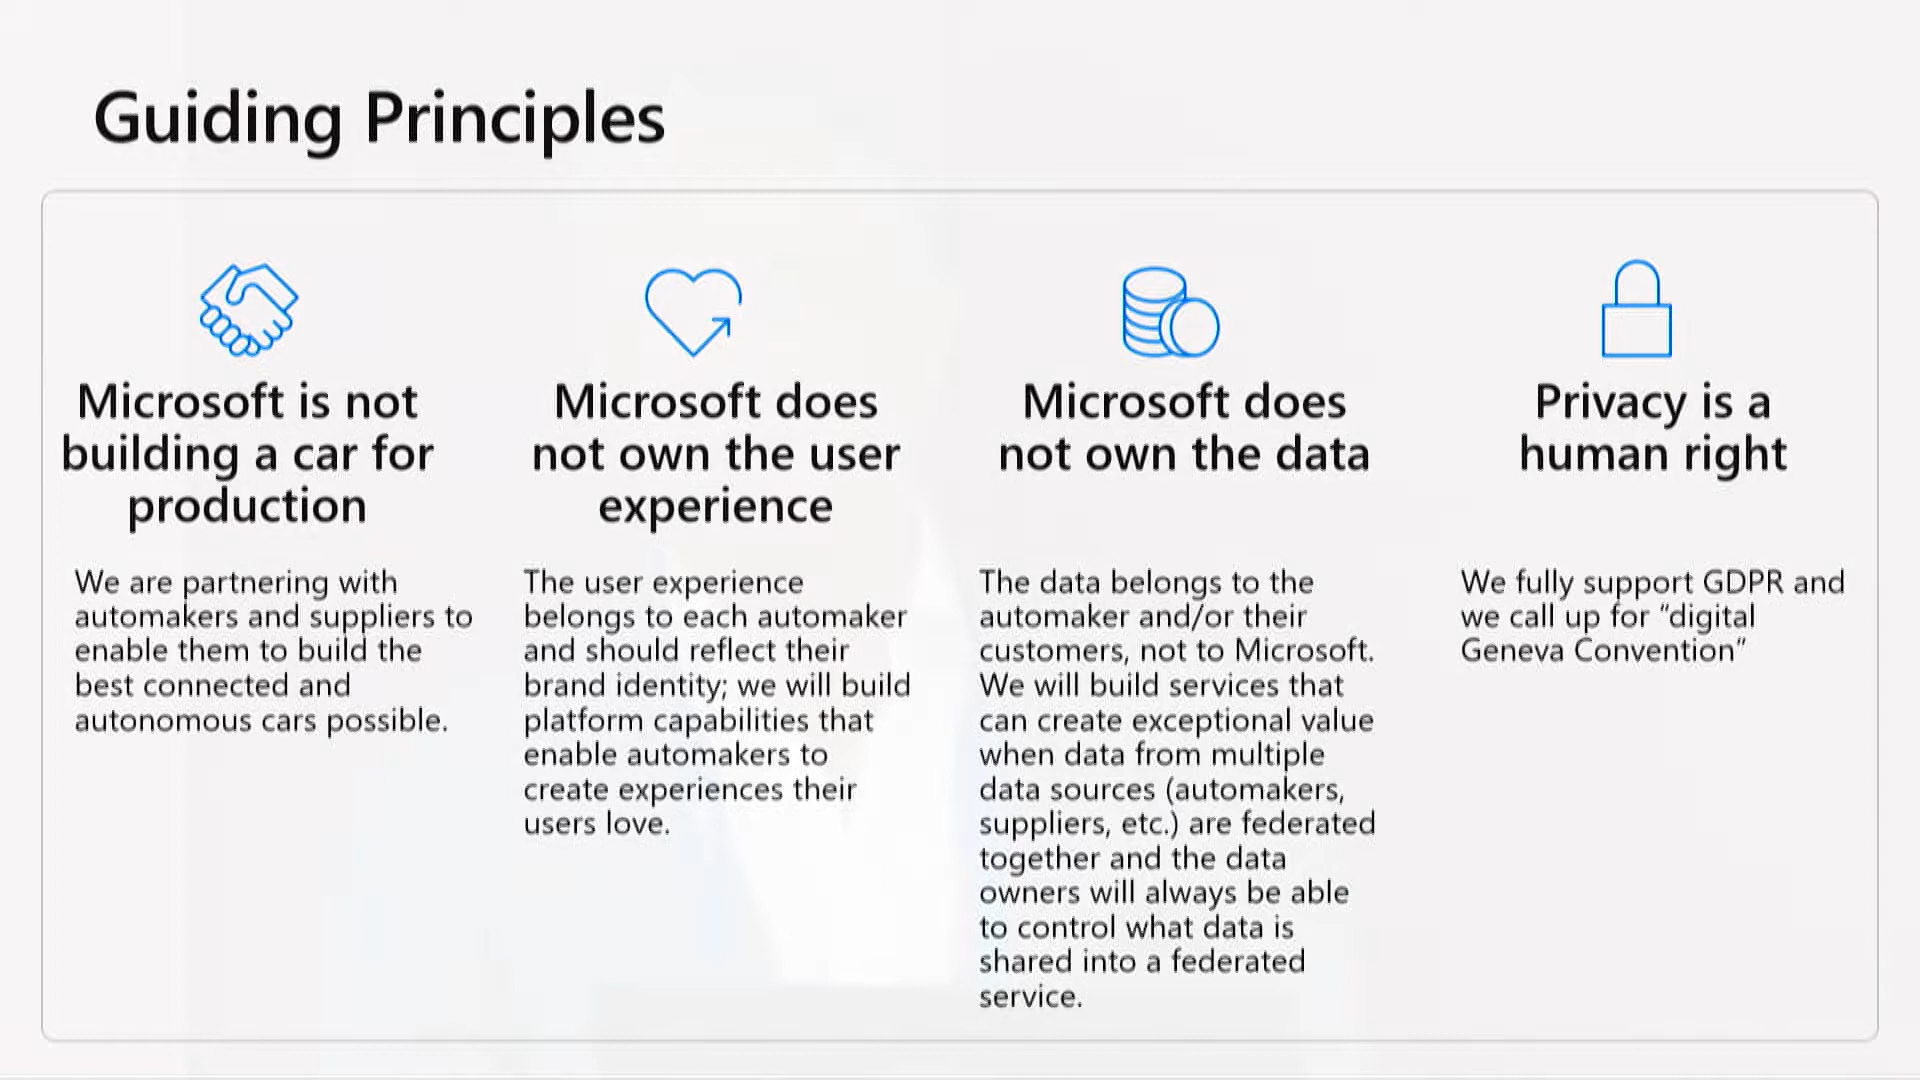 Guiding Principles
Microsoft is not
building a car for
production
We are partnering with
automakers and suppliers to
enable them to build the
best connected and
autonomous cars possible.
Microsoft does
not own the user
experience
The user experience
belongs to each automaker
and should reflect their
brand identity; we will build
platform capabilities that
enable automakers to
create experiences their
users love.
Microsoft does
not own the data
The data belongs to the
automaker and/or their
customers, not to Microsoft.
We will build services that
can create exceptional value
when data from multiple
data sources (automakers,
suppliers, etc.) are federated
together and the data
owners will always be able
to control what data is
shared into a federated
service.
Privacy is a
human right
We fully support GDPR and
we call up for “digital
Geneva Convention”